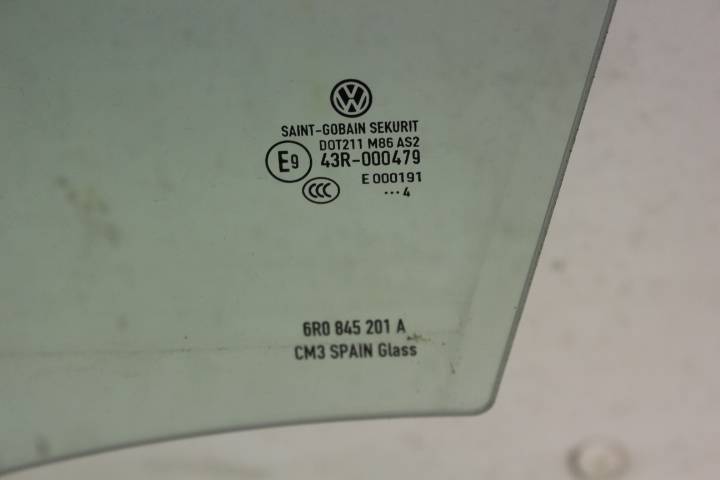 SAINT-GOBAIN SEKURIT
DOT211 M86 AS2
E9 43R-000479
E 000191
CCC
...4
6R0 845 201 A
CM3 SPAIN Glass